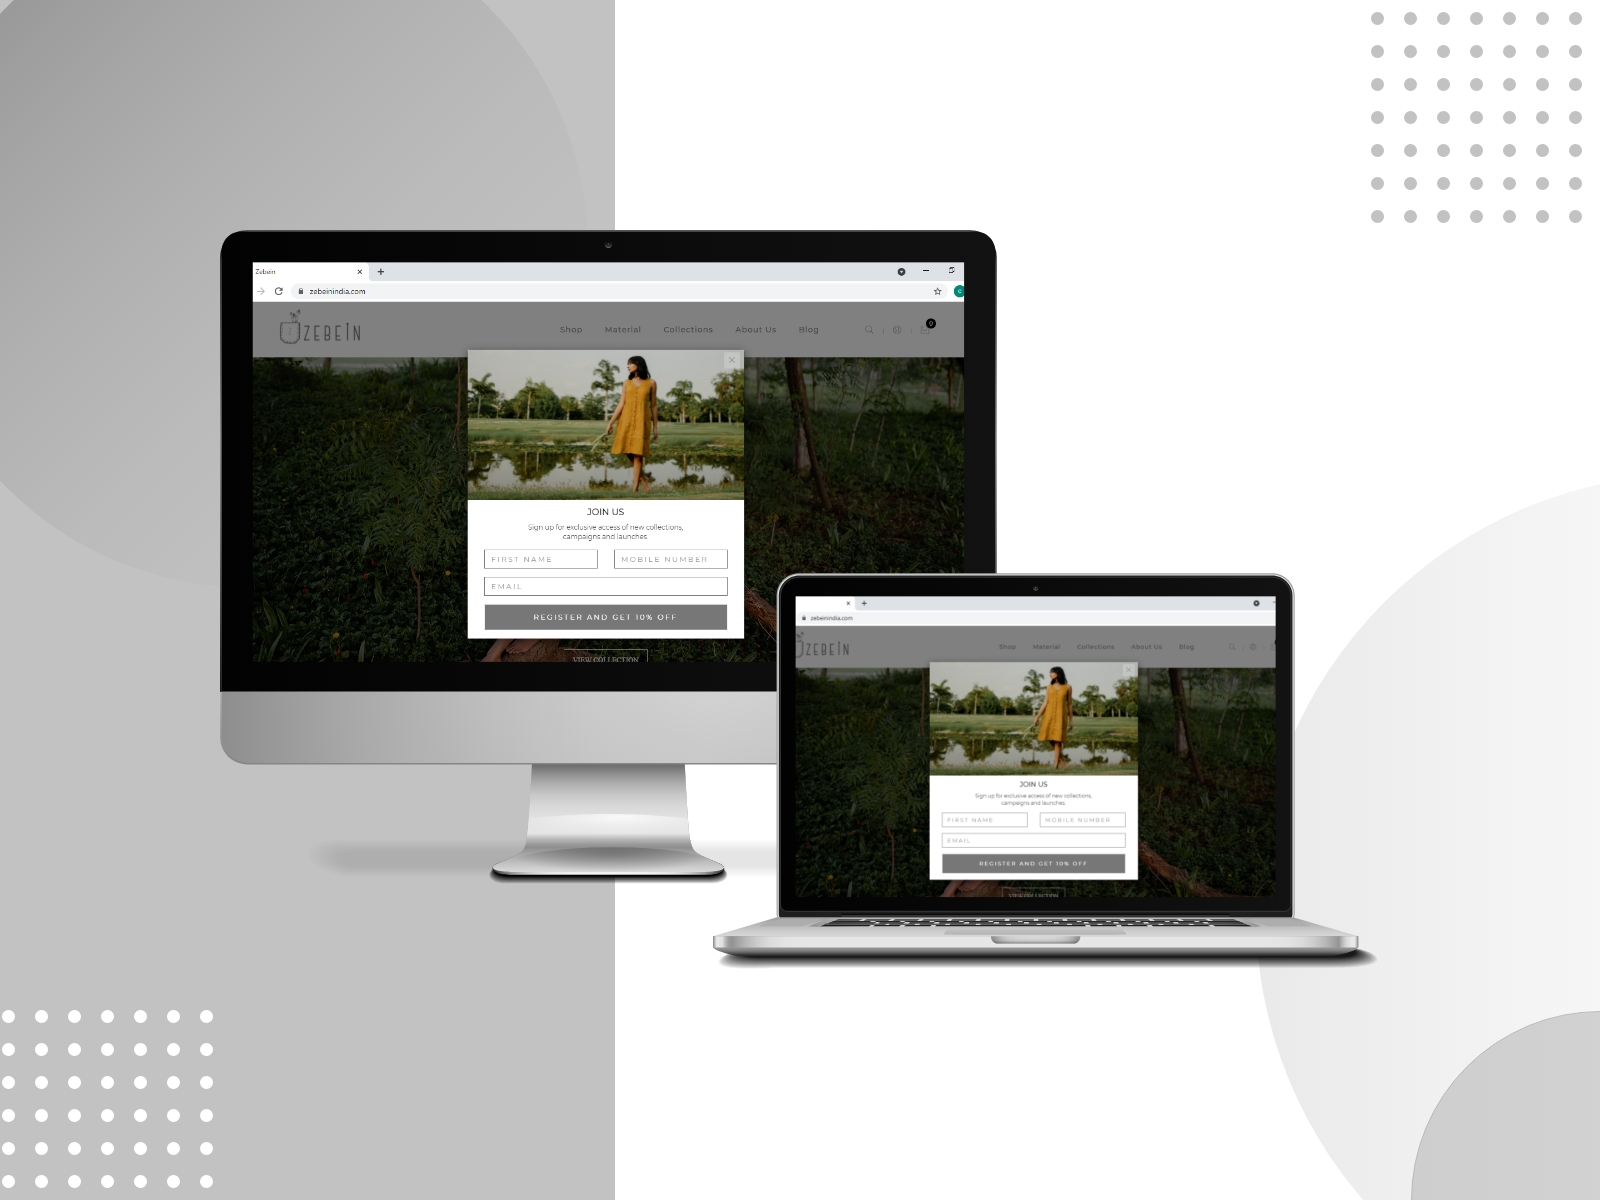 Zebein
zebeinindia.com
ZEBEIN
Shop
Material
Collections
About Us
Blog
0
JOIN US
Sign up for exclusive access of new collections,
campaigns and launches.
FIRST NAME
MOBILE NUMBER
EMAIL
REGISTER AND GET 10% OFF
VIEW COLLECTION
zebeinindia.com
ZEBEIN
Shop
Material
Collections
About Us
Blog
JOIN US
Sign up for exclusive access of new collections,
campaigns and launches.
FIRST NAME
MOBILE NUMBER
EMAIL
REGISTER AND GET 10% OFF
VIEW COLLECTION